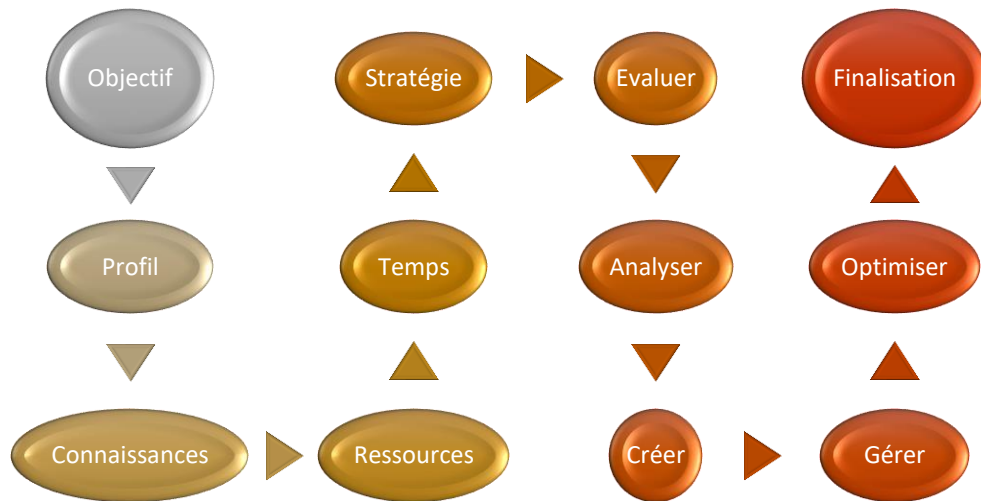 Objectif
Profil
Connaissances
Ressources
Temps
Stratégie
Evaluer
Analyser
Créer
Gérer
Optimiser
Finalisation